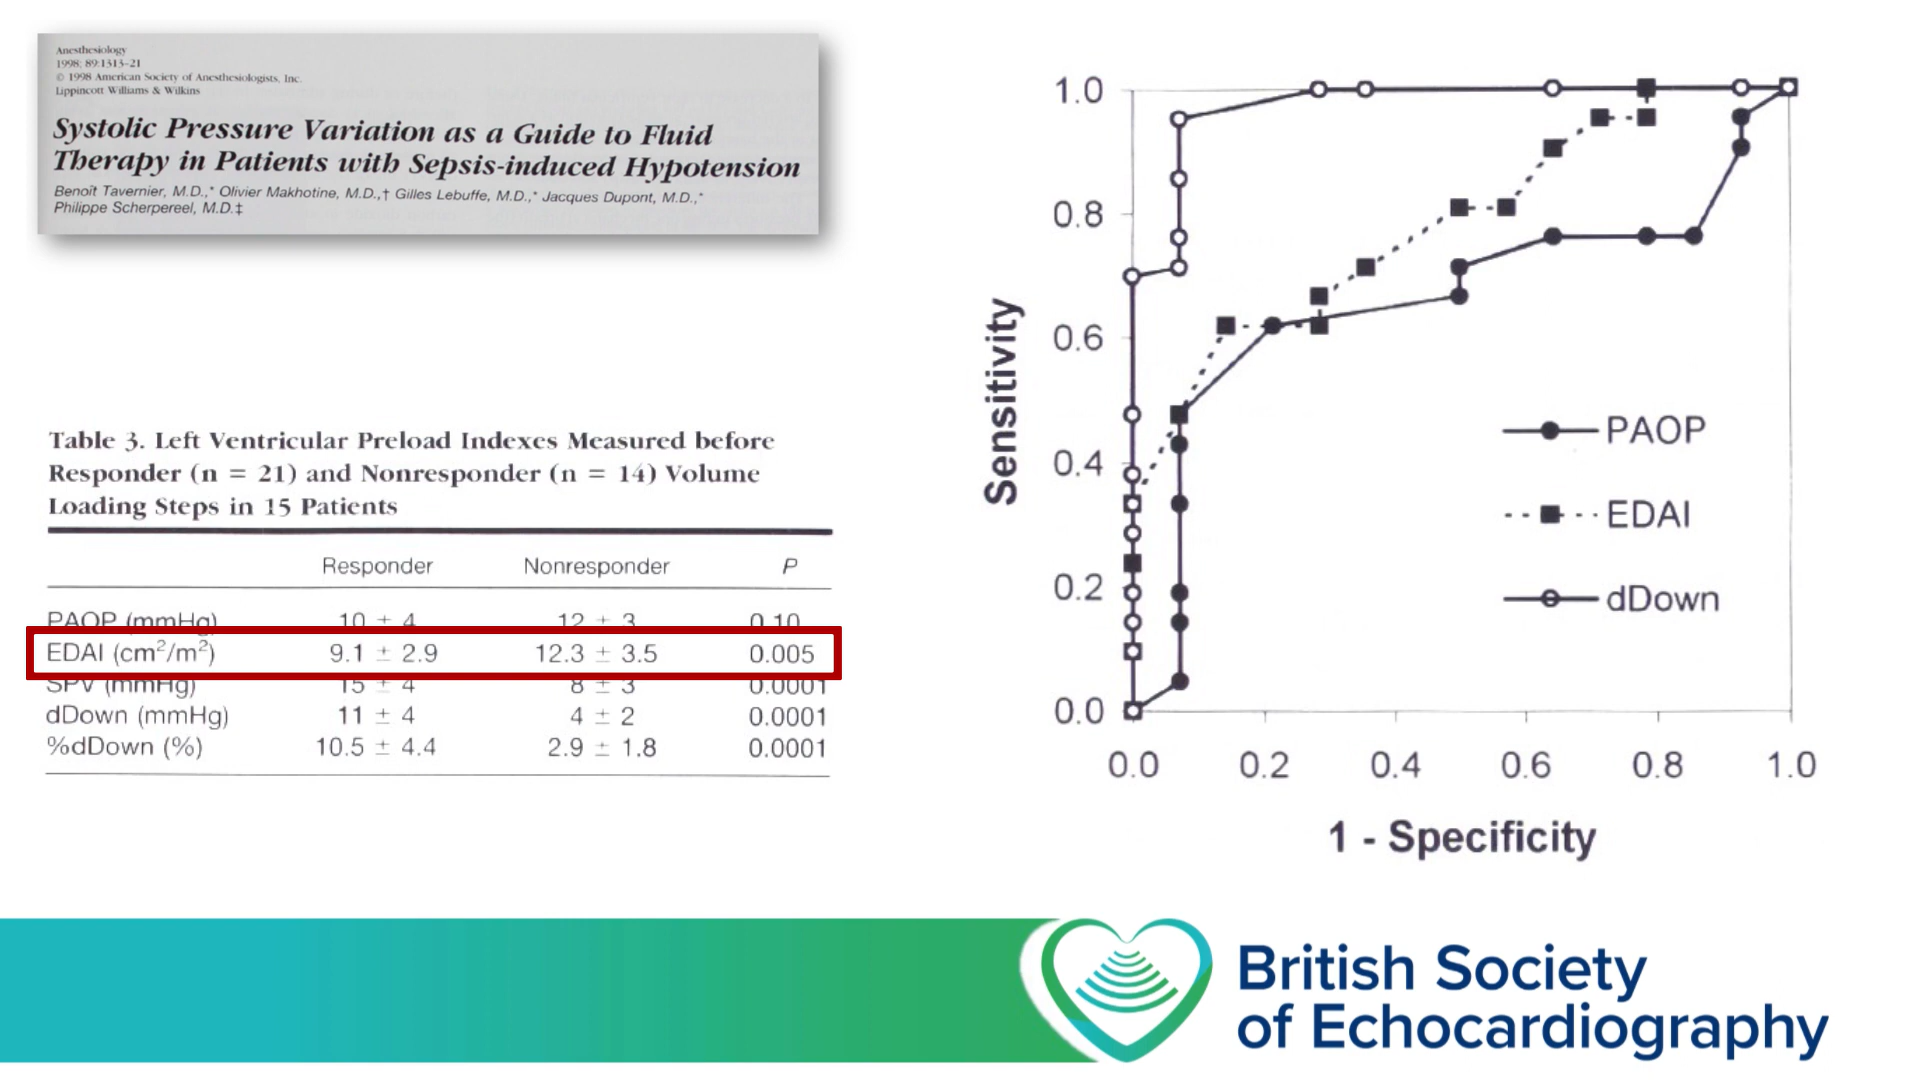 Anesthesiology
1998; 89:1313–21
© 1998 American Society of Anesthesiologists, Inc.
Lippincott Williams & Wilkins
Systolic Pressure Variation as a Guide to Fluid
Therapy in Patients with Sepsis-induced Hypotension
Benoît Tavernier, M.D.,* Olivier Makhotine, M.D.,† Gilles Lebuffe, M.D.,* Jacques Dupont, M.D.,*
Philippe Scherpereel, M.D.‡
Table 3. Left Ventricular Preload Indexes Measured before
Responder (n = 21) and Nonresponder (n = 14) Volume
Loading Steps in 15 Patients
Responder Nonresponder P
PAOP (mmHg) 10 ± 4 12 ± 3 0.10
EDAI (cm²/m²) 9.1 ± 2.9 12.3 ± 3.5 0.005
SPV (mmHg) 15 ± 4 8 ± 3 0.0001
dDown (mmHg) 11 ± 4 4 ± 2 0.0001
%dDown (%) 10.5 ± 4.4 2.9 ± 1.8 0.0001
Sensitivity
1.0
0.8
0.6
0.4
0.2
0.0
0.0 0.2 0.4 0.6 0.8 1.0
1 - Specificity
PAOP
EDAI
dDown
British Society
of Echocardiography